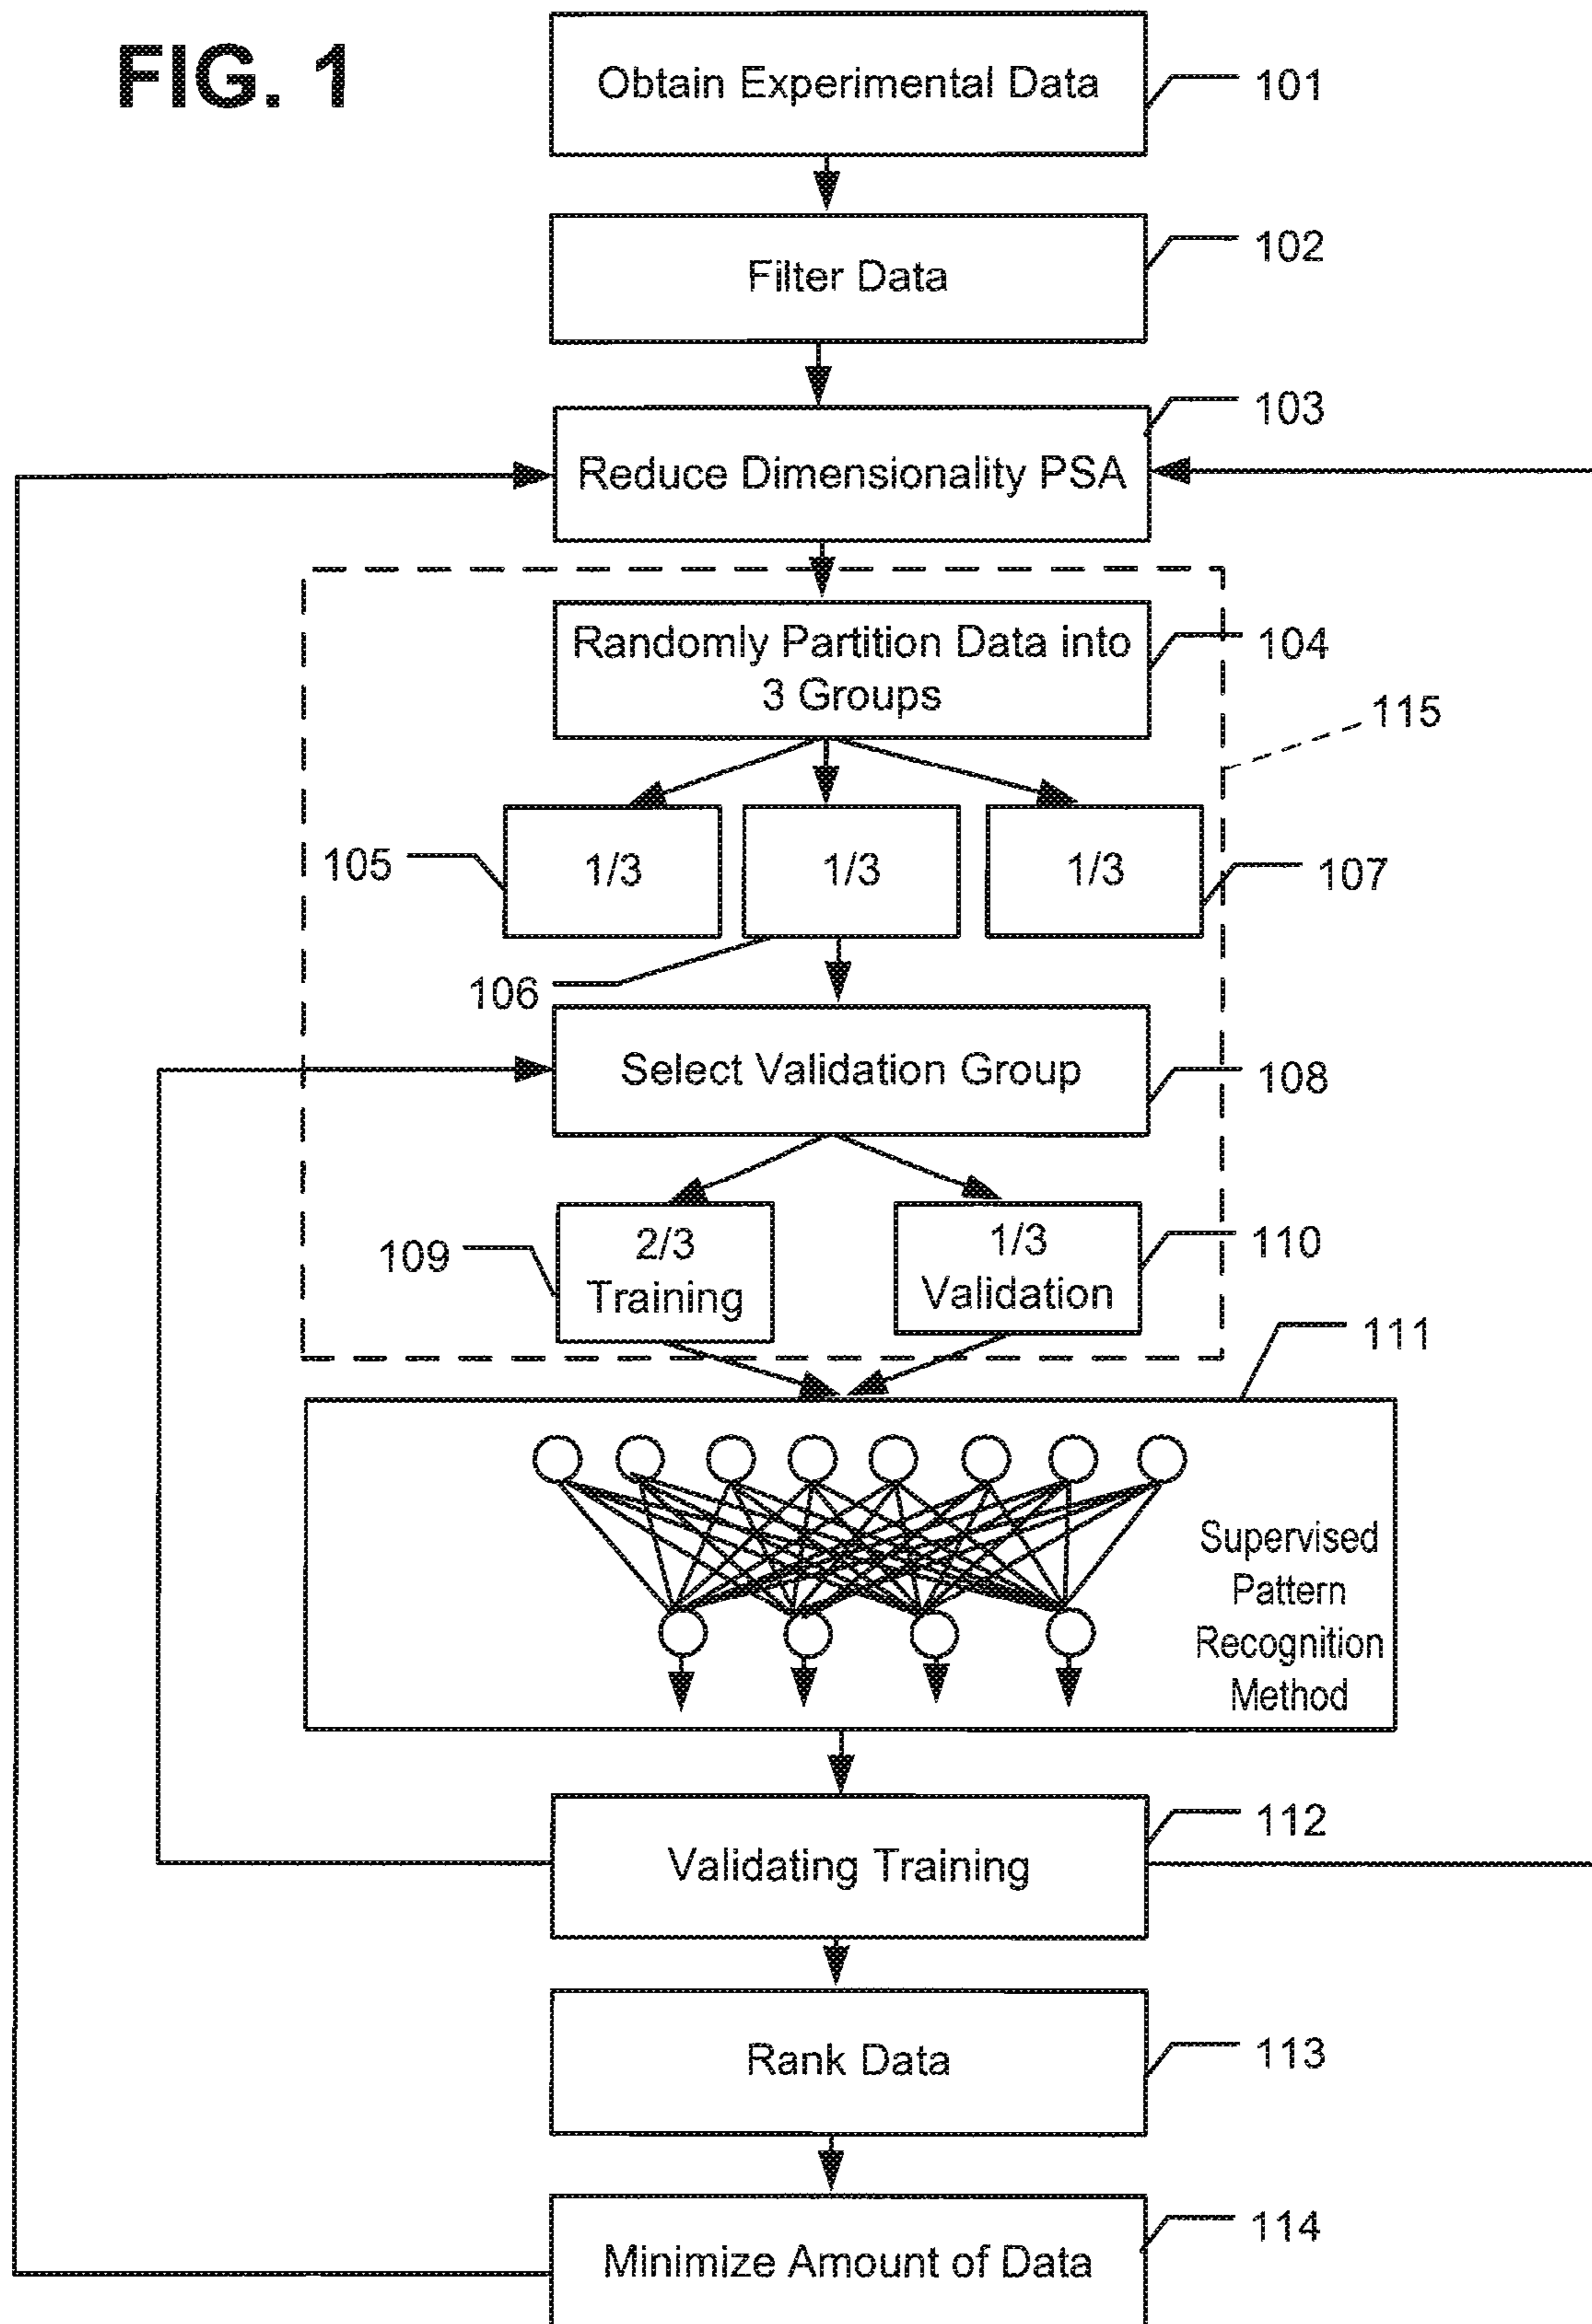 FIG. 1
Obtain Experimental Data
101
Filter Data
102
103
Reduce Dimensionality PSA
Randomly Partition Data into
3 Groups
104
115
105
1/3
1/3
1/3
107
106
Select Validation Group
108
109
2/3
Training
1/3
Validation
110
111
Supervised
Pattern
Recognition
Method
112
Validating Training
Rank Data
113
114
Minimize Amount of Data